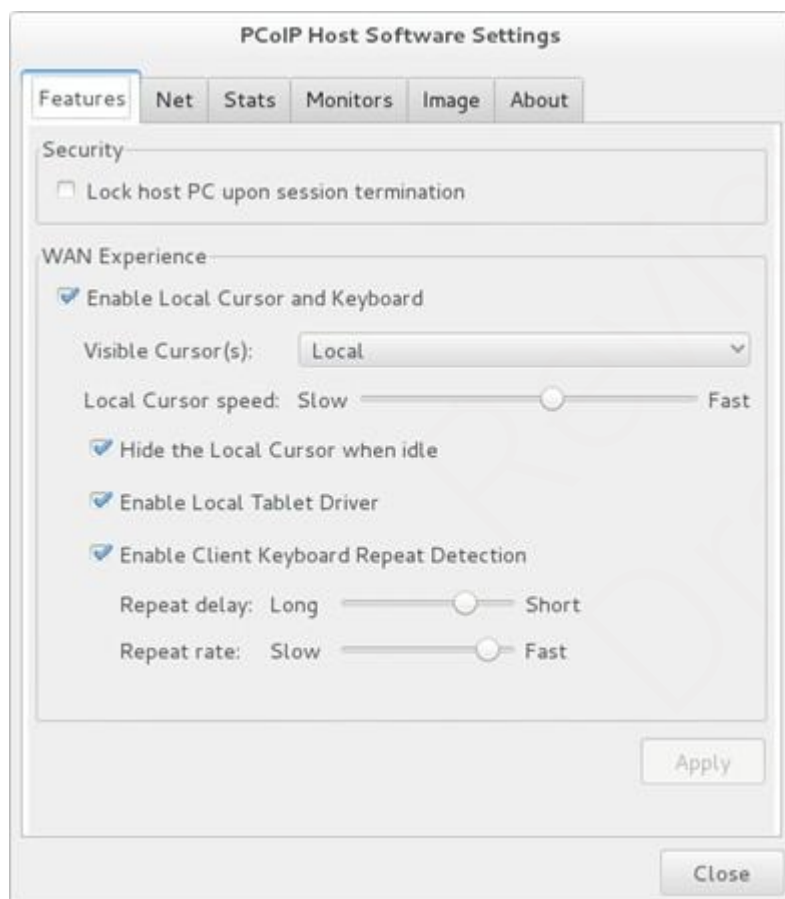 PCoIP Host Software Settings
Features Net Stats Monitors Image About
Security
Lock host PC upon session termination
WAN Experience
Enable Local Cursor and Keyboard
Visible Cursor(s): Local
Local Cursor speed: Slow Fast
Hide the Local Cursor when idle
Enable Local Tablet Driver
Enable Client Keyboard Repeat Detection
Repeat delay: Long Short
Repeat rate: Slow Fast
Apply
Close